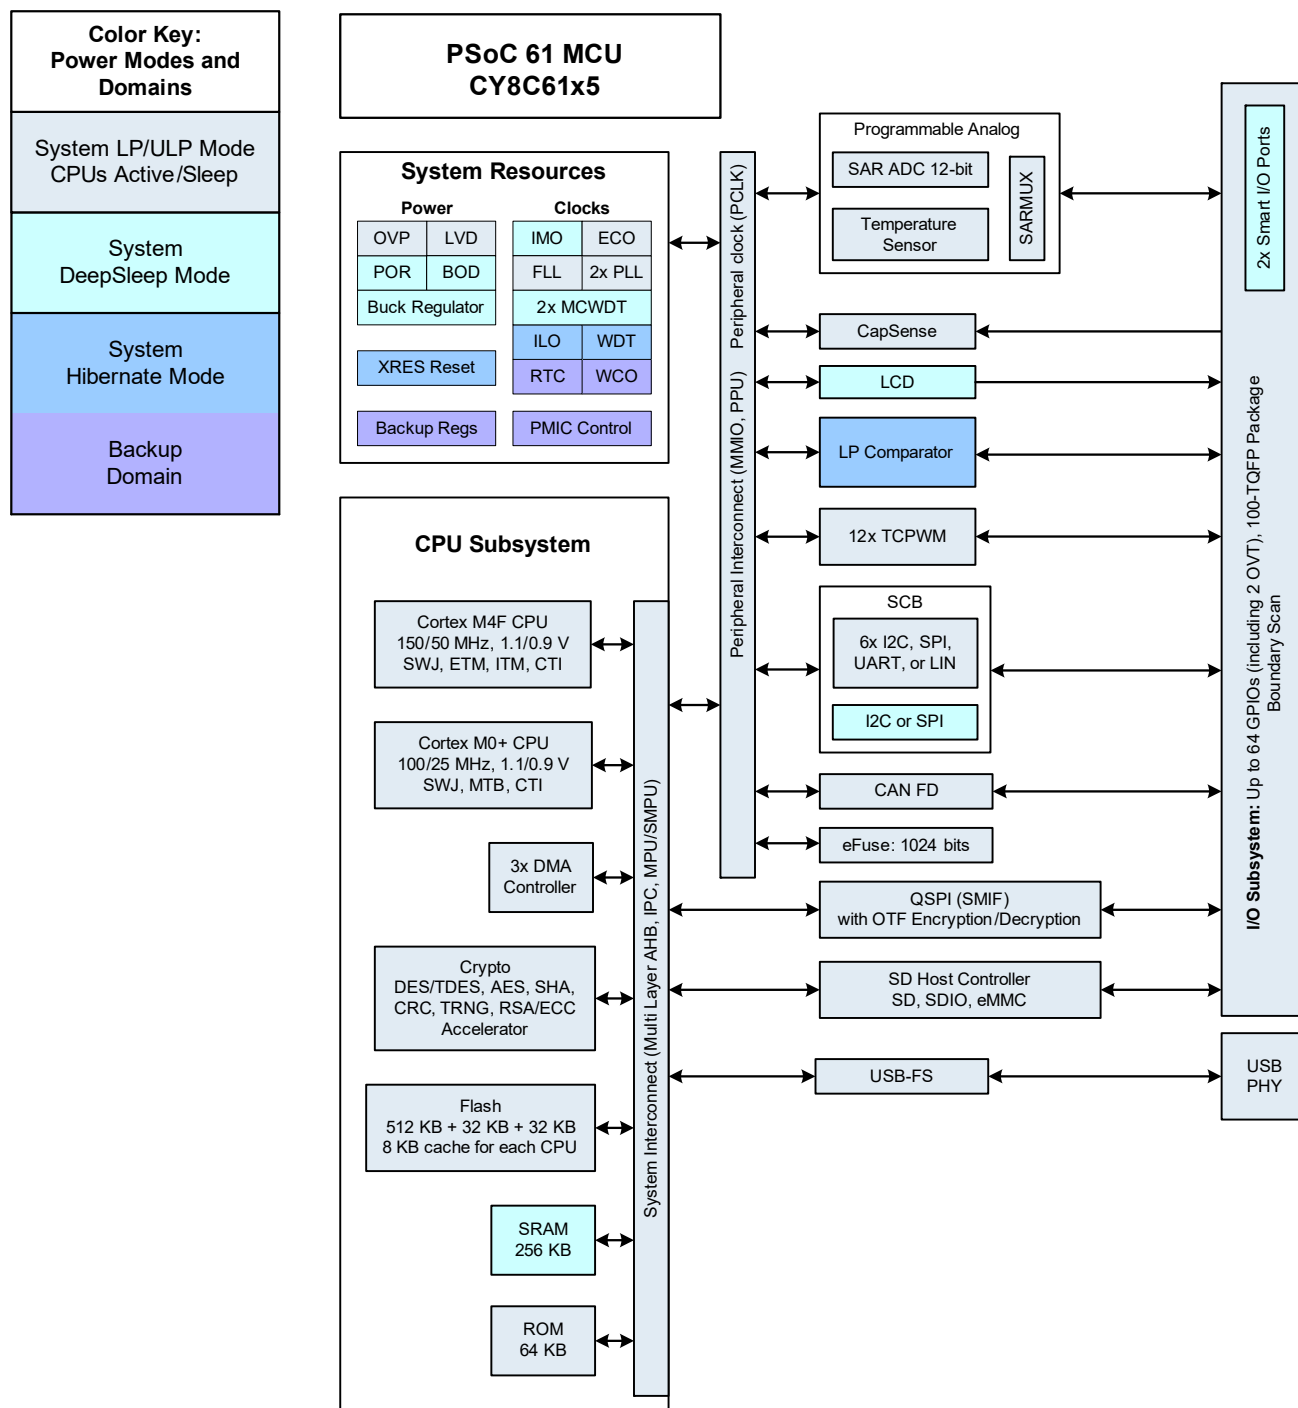 Color Key:
Power Modes and
Domains
System LP/ULP Mode
CPUs Active/Sleep
System
DeepSleep Mode
System
Hibernate Mode
Backup
Domain
PSoC 61 MCU
CY8C61x5
System Resources
Power
Clocks
OVP
LVD
IMO
ECO
POR
BOD
FLL
2x PLL
Buck Regulator
2x MCWDT
ILO
WDT
XRES Reset
RTC
WCO
Backup Regs
PMIC Control
CPU Subsystem
Cortex M4F CPU
150/50 MHz, 1.1/0.9 V
SWJ, ETM, ITM, CTI
Cortex M0+ CPU
100/25 MHz, 1.1/0.9 V
SWJ, MTB, CTI
3x DMA
Controller
Crypto
DES/TDES, AES, SHA,
CRC, TRNG, RSA/ECC
Accelerator
Flash
512 KB + 32 KB + 32 KB
8 KB cache for each CPU
SRAM
256 KB
ROM
64 KB
System Interconnect (Multi Layer AHB, IPC, MPU/SMPU)
Peripheral Interconnect (MMIO, PPU)
Peripheral clock (PCLK)
Programmable Analog
SAR ADC 12-bit
Temperature
Sensor
SARMUX
CapSense
LCD
LP Comparator
12x TCPWM
SCB
6x I2C, SPI,
UART, or LIN
I2C or SPI
CAN FD
eFuse: 1024 bits
QSPI (SMIF)
with OTF Encryption/Decryption
SD Host Controller
SD, SDIO, eMMC
USB-FS
2x Smart I/O Ports
I/O Subsystem: Up to 64 GPIOs (including 2 OVT), 100-TQFP Package
Boundary Scan
USB
PHY